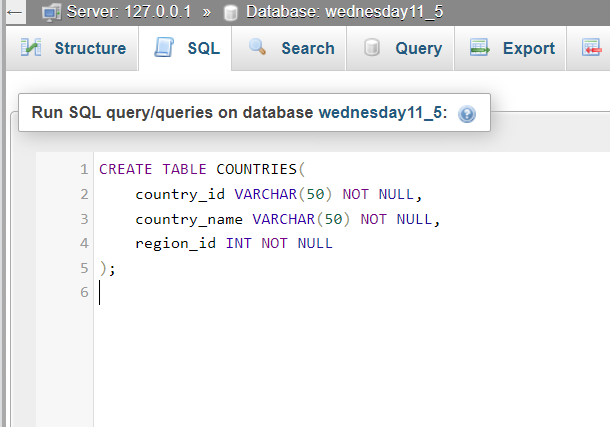 Server: 127.0.0.1 » Database: wednesday11_5
Structure SQL Search Query Export
Run SQL query/queries on database wednesday11_5:
1 CREATE TABLE COUNTRIES(
2 country_id VARCHAR(50) NOT NULL,
3 country_name VARCHAR(50) NOT NULL,
4 region_id INT NOT NULL
5 );
6